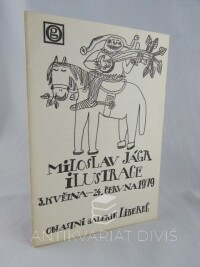 g
MILOSLAV JÁGR
ILUSTRACE
3. KVĚTNA–24. ČERVNA 1979
OBLASTNÍ GALERIE LIBEREC
ANTIKVARIÁT DIVIŠ